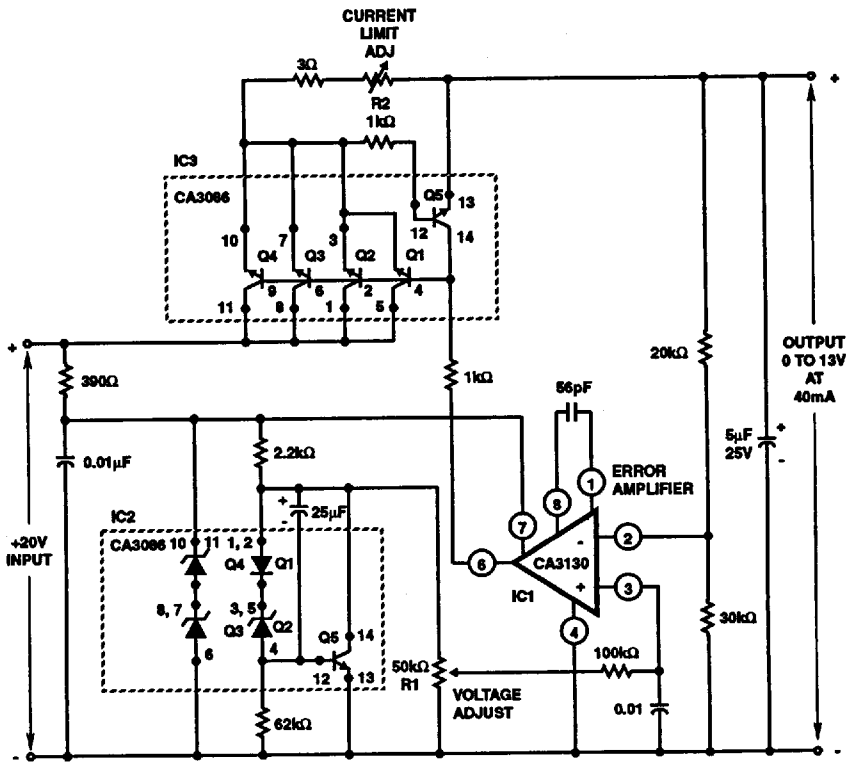 CURRENT
LIMIT
ADJ
3Ω
R2
1kΩ
+
IC3
CA3086
Q5
13
12
14
10
7
3
Q4
Q3
Q2
Q1
9
6
2
4
11
8
1
5
+
390Ω
1kΩ
20kΩ
OUTPUT
0 TO 13V
AT
40mA
56pF
2.2kΩ
0.01µF
+
-
25µF
ERROR
AMPLIFIER
5µF
25V
+
-
1
8
7
+20V
INPUT
IC2
CA3086
10
11
1, 2
Q4
Q1
6
CA3130
-
+
2
3
IC1
4
8, 7
3, 5
Q3
Q2
4
6
Q5
14
12
13
50kΩ
R1
VOLTAGE
ADJUST
100kΩ
30kΩ
0.01
62kΩ
-
-